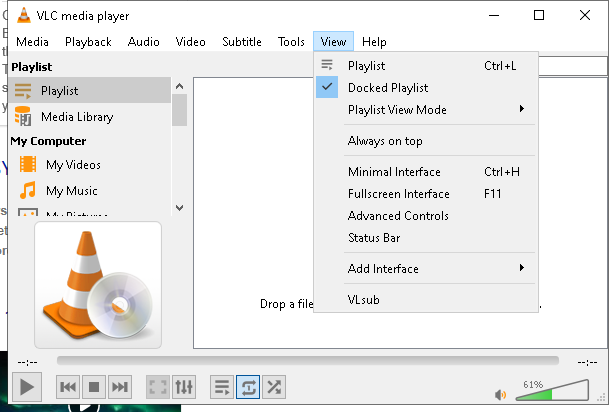 VLC media player
Media Playback Audio Video Subtitle Tools View Help
Playlist
Playlist
Media Library
My Computer
My Videos
My Music
My Pictures
Playlist Ctrl+L
Docked Playlist
Playlist View Mode
Always on top
Minimal Interface Ctrl+H
Fullscreen Interface F11
Advanced Controls
Status Bar
Add Interface
VLsub
Drop a file
--:-- --:--
61%